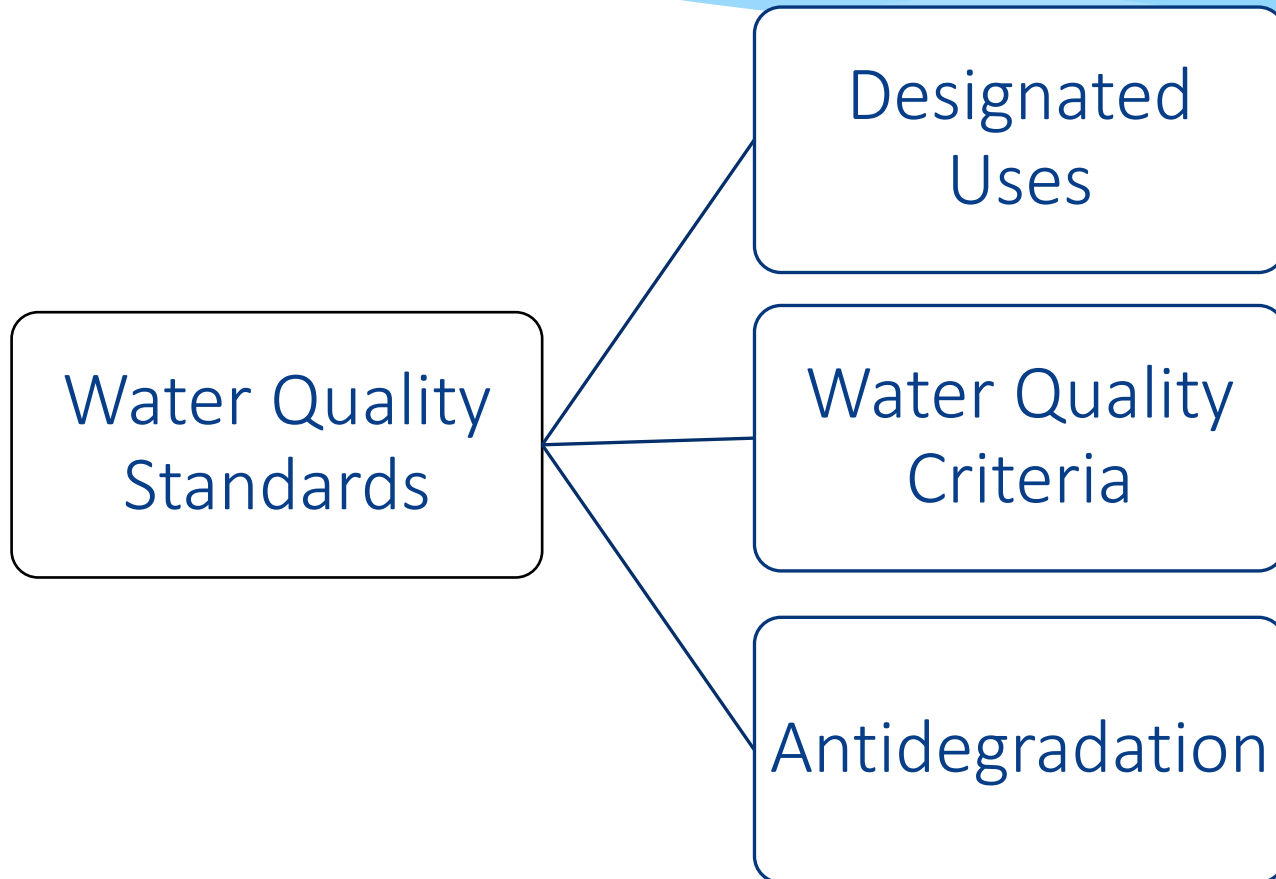 Designated
Uses
Water Quality
Standards
Water Quality
Criteria
Antidegradation